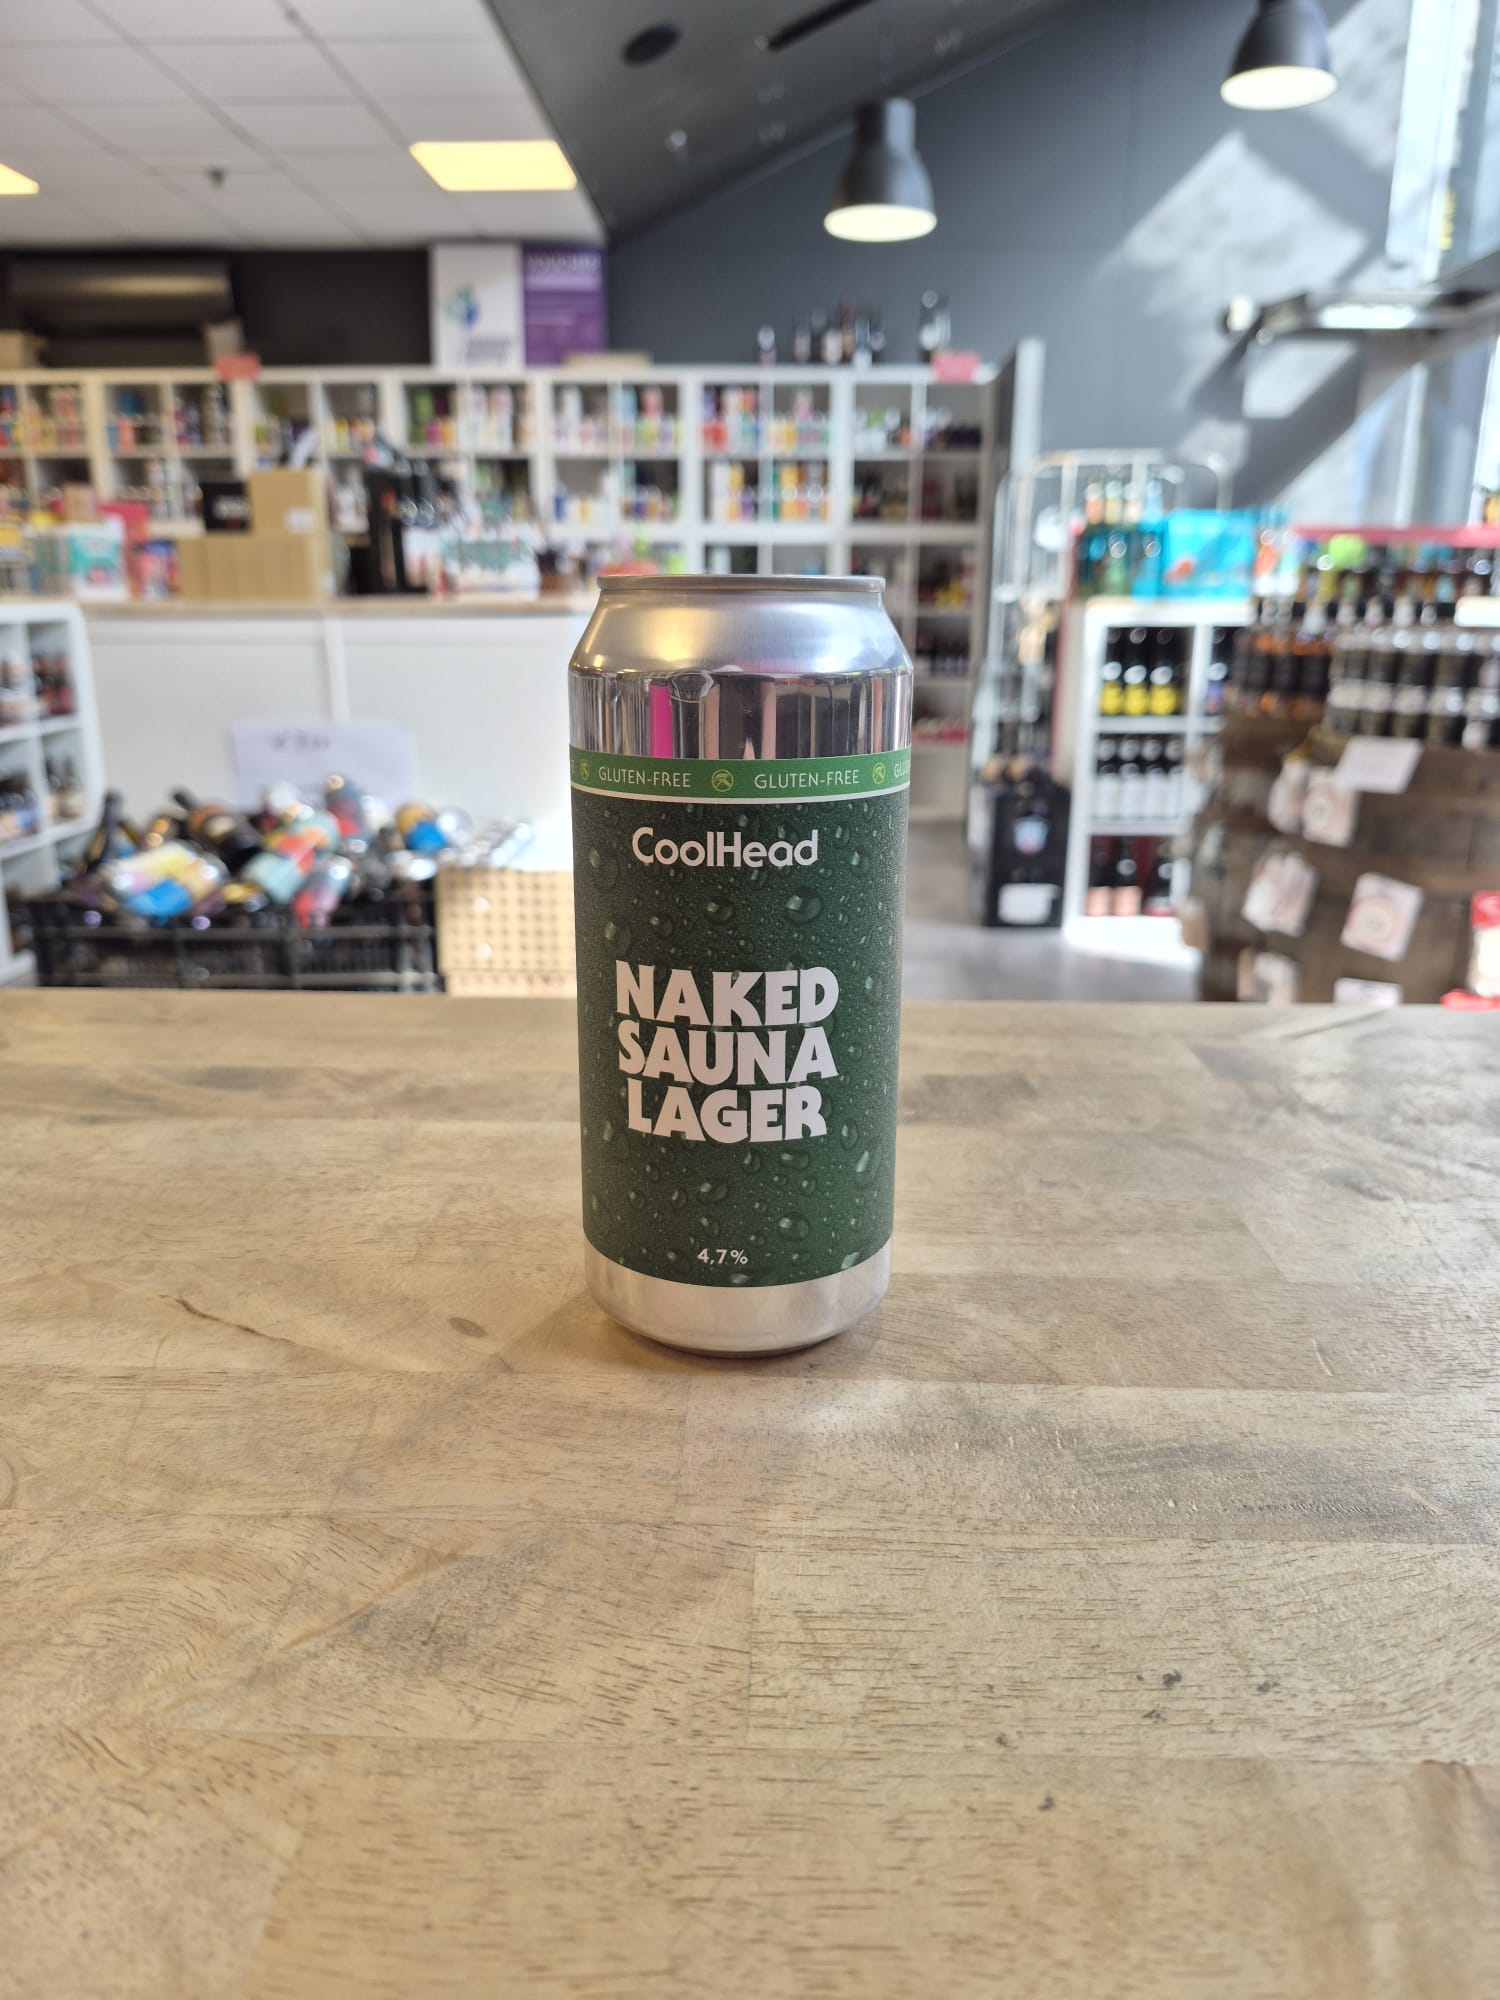 GLUTEN-FREE GLUTEN-FREE
CoolHead
NAKED
SAUNA
LAGER
4,7%